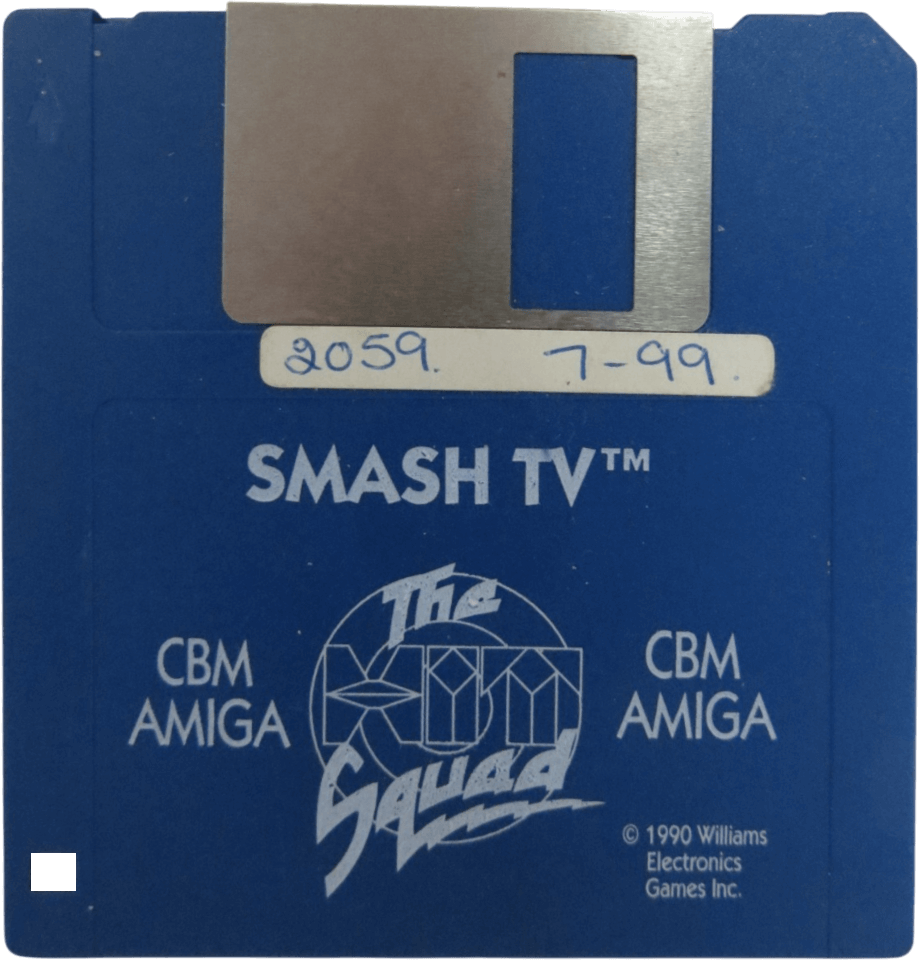 2059. 7-99.
SMASH TV™
The
HIT
Squad
CBM
AMIGA
CBM
AMIGA
© 1990 Williams
Electronics
Games Inc.